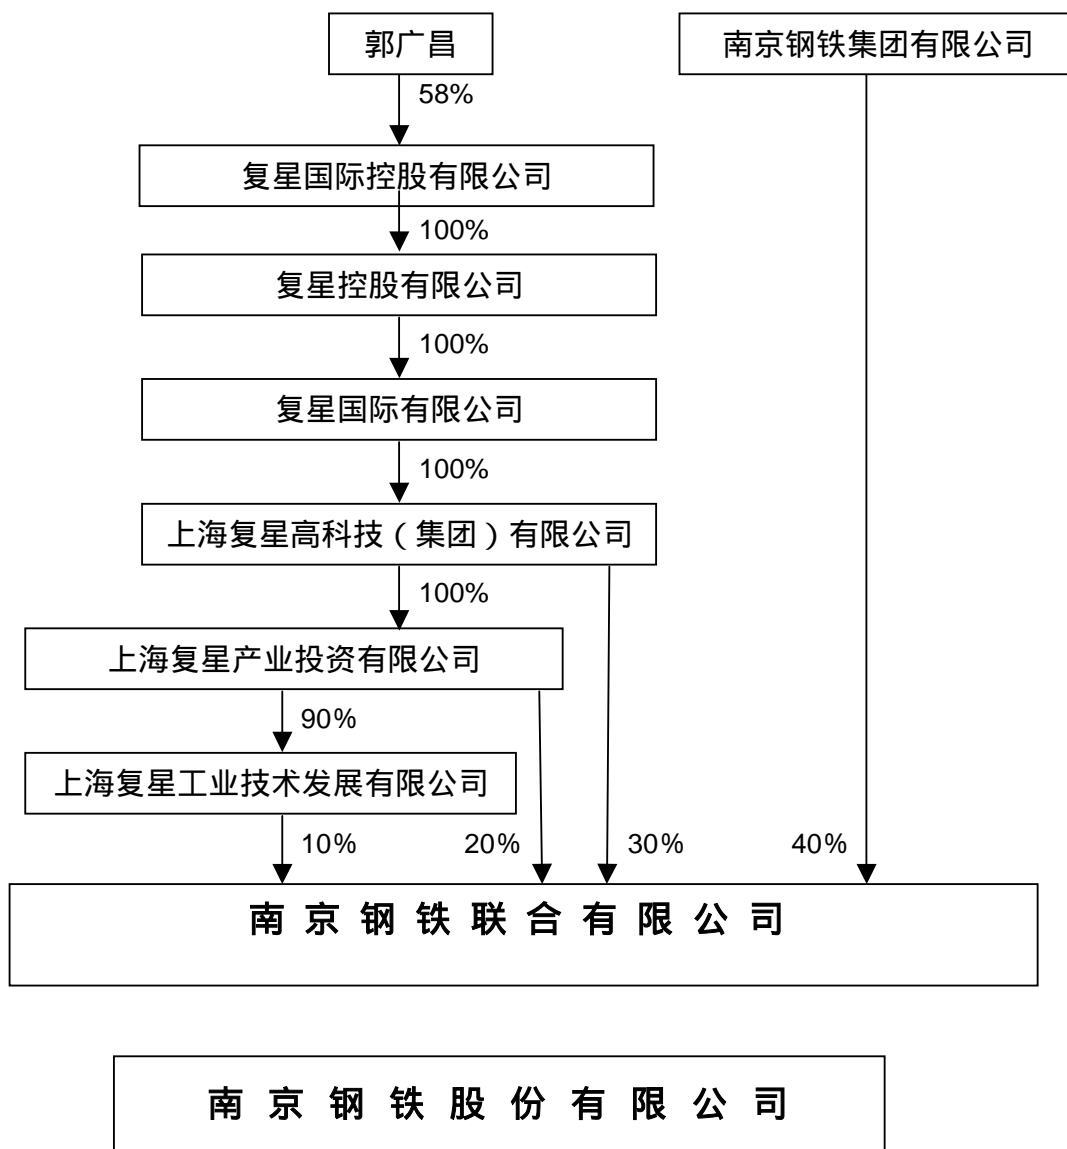 郭广昌
南京钢铁集团有限公司
58%
复星国际控股有限公司
100%
复星控股有限公司
100%
复星国际有限公司
100%
上海复星高科技（集团）有限公司
100%
上海复星产业投资有限公司
90%
上海复星工业技术发展有限公司
10%
20%
30%
40%
南京钢铁联合有限公司
南京钢铁股份有限公司